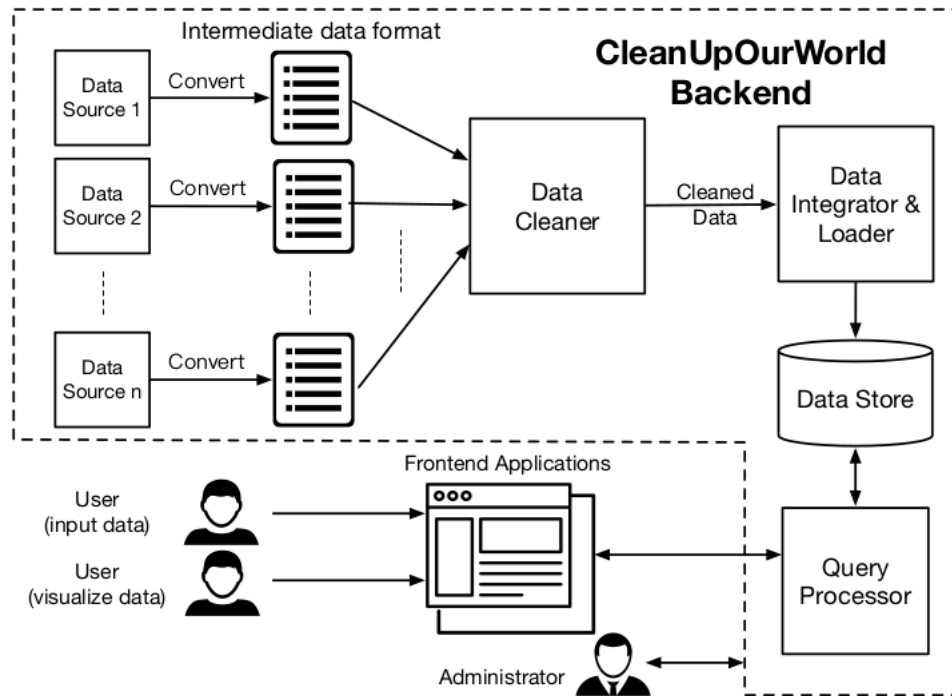 Intermediate data format
CleanUpOurWorld
Backend
Data
Source 1
Convert
Data
Source 2
Convert
Data
Source n
Convert
Data
Cleaner
Cleaned
Data
Data
Integrator &
Loader
Data Store
Query
Processor
Frontend Applications
User
(input data)
User
(visualize data)
Administrator